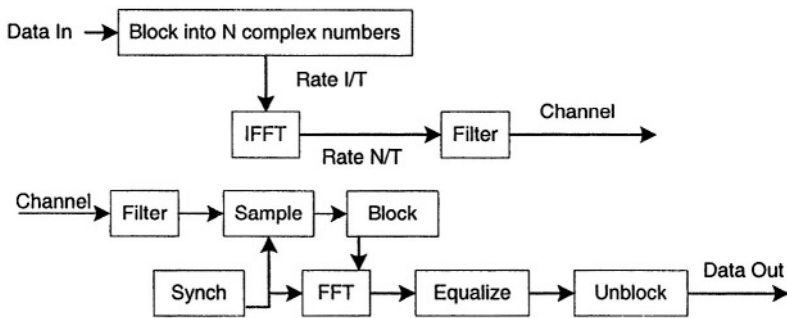 Data In
Block into N complex numbers
Rate I/T
IFFT
Rate N/T
Filter
Channel
Channel
Filter
Sample
Block
Synch
FFT
Equalize
Unblock
Data Out